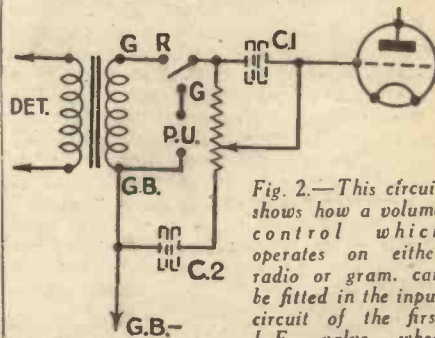 G R C.1
DET. G
P.U.
G.B.
C.2
G.B.-
Fig. 2.—This circuit
shows how a volume
control which
operates on either
radio or gram. can
be fitted in the input
circuit of the first